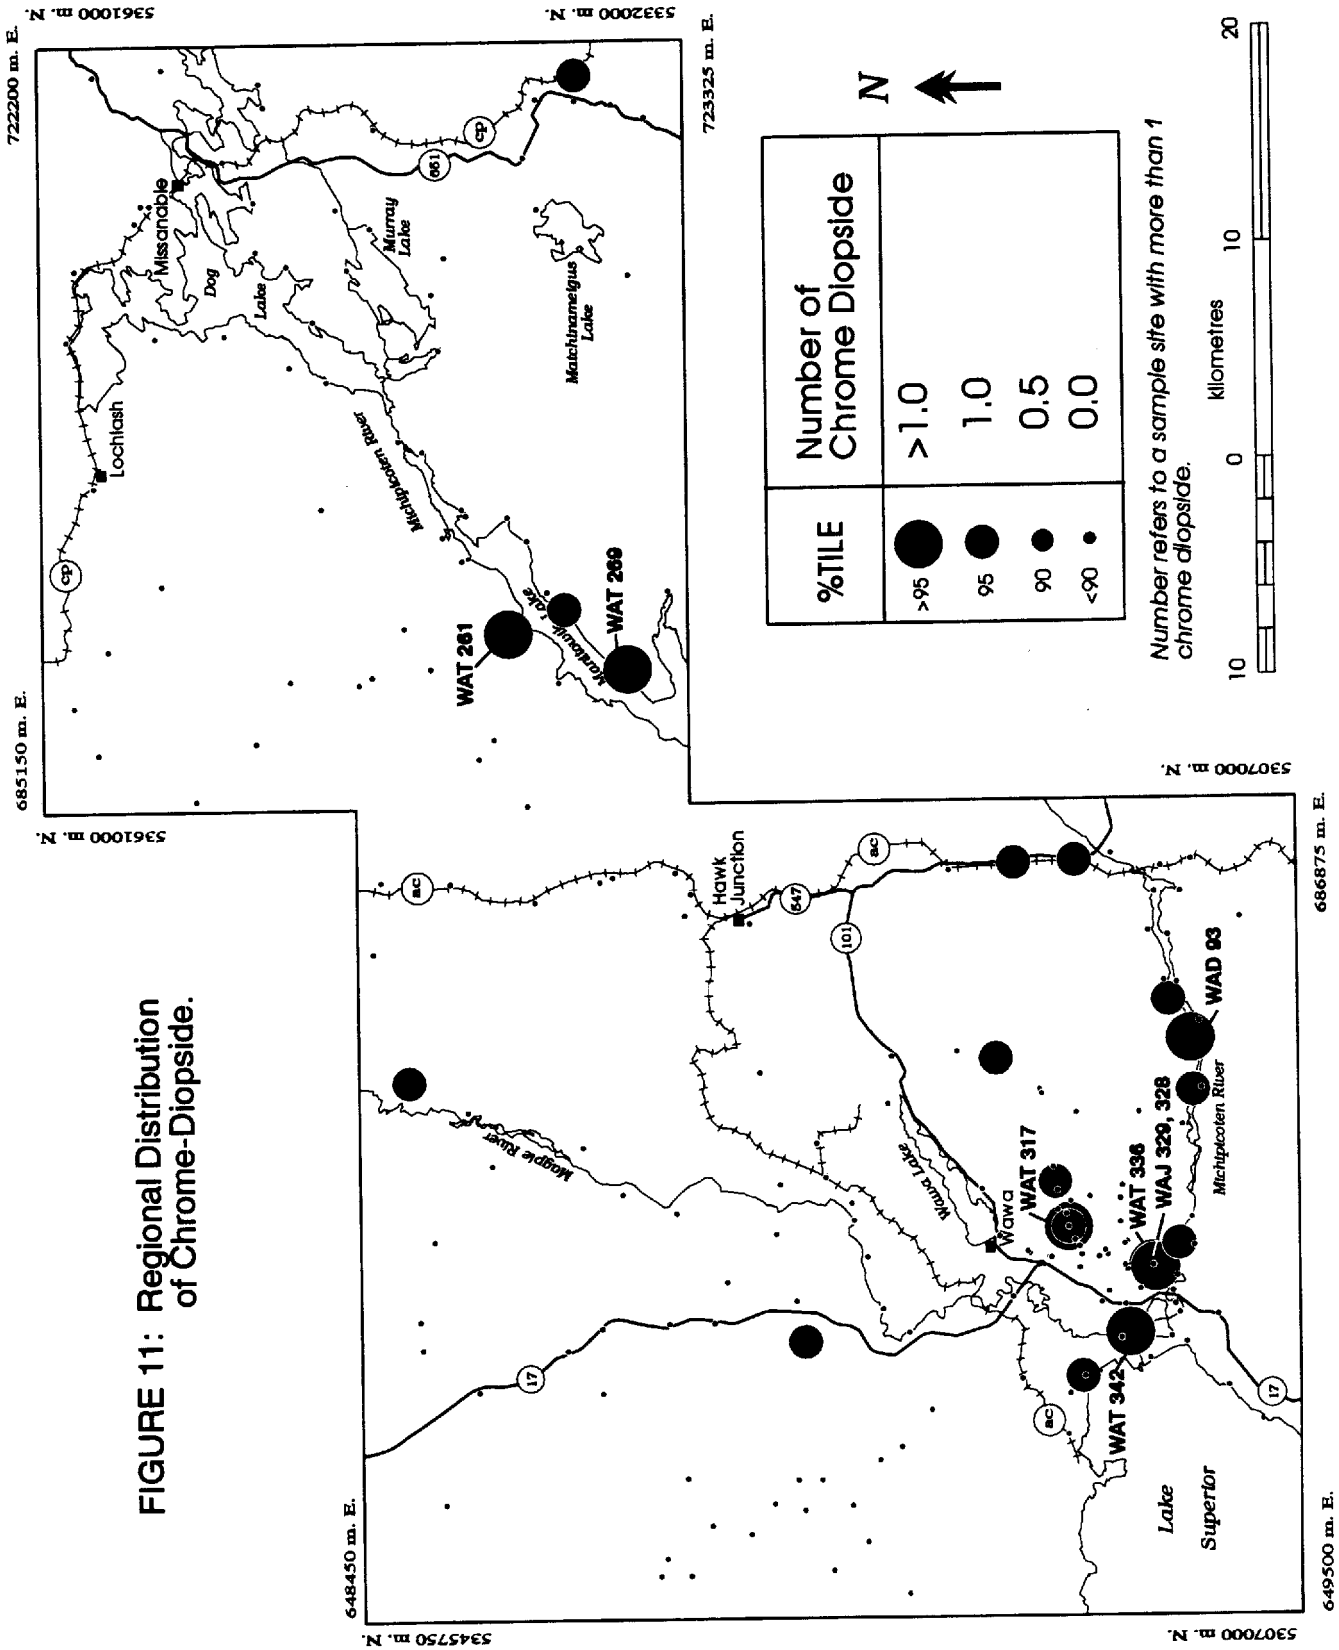 FIGURE 11: Regional Distribution
of Chrome-Diopside.
722200 m. E.
5361000 m. N.
5332000 m. N.
723325 m. E.
685150 m. E.
5361000 m. N.
cp
Lochlash
Missanable
Dog
Lake
Murray
Lake
651
cp
Matchinameigus
Lake
Michipicoten River
Manitowik Lake
WAT 261
WAT 269
648450 m. E.
5345750 m. N.
5307000 m. N.
686875 m. E.
649500 m. E.
5307000 m. N.
ac
Hawk
Junction
547
ac
101
Magpie River
17
Wawa Lake
Wawa
WAT 317
WAT 336
WAJ 329, 328
WAD 93
Michipicoten River
WAT 342
ac
17
Lake
Superior
N
%TILE
Number of
Chrome Diopside
>95
>1.0
95
1.0
90
0.5
<90
0.0
Number refers to a sample site with more than 1
chrome diopside.
kilometres
10
0
10
20